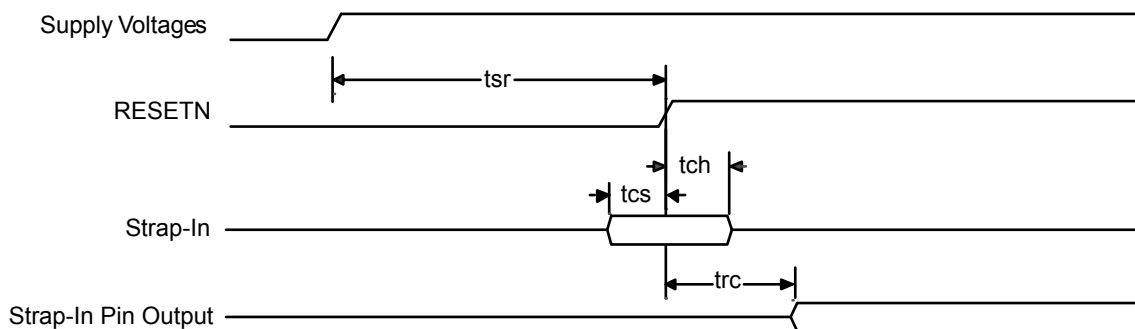 Supply Voltages
tsr
RESETN
tch
tcs
Strap-In
trc
Strap-In Pin Output